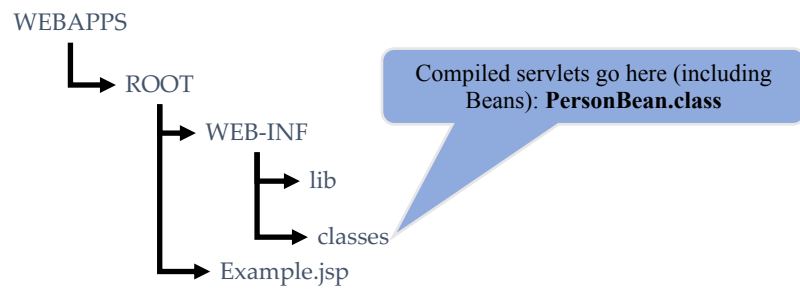 WEBAPPS
ROOT
Compiled servlets go here (including
Beans): PersonBean.class
WEB-INF
lib
classes
Example.jsp